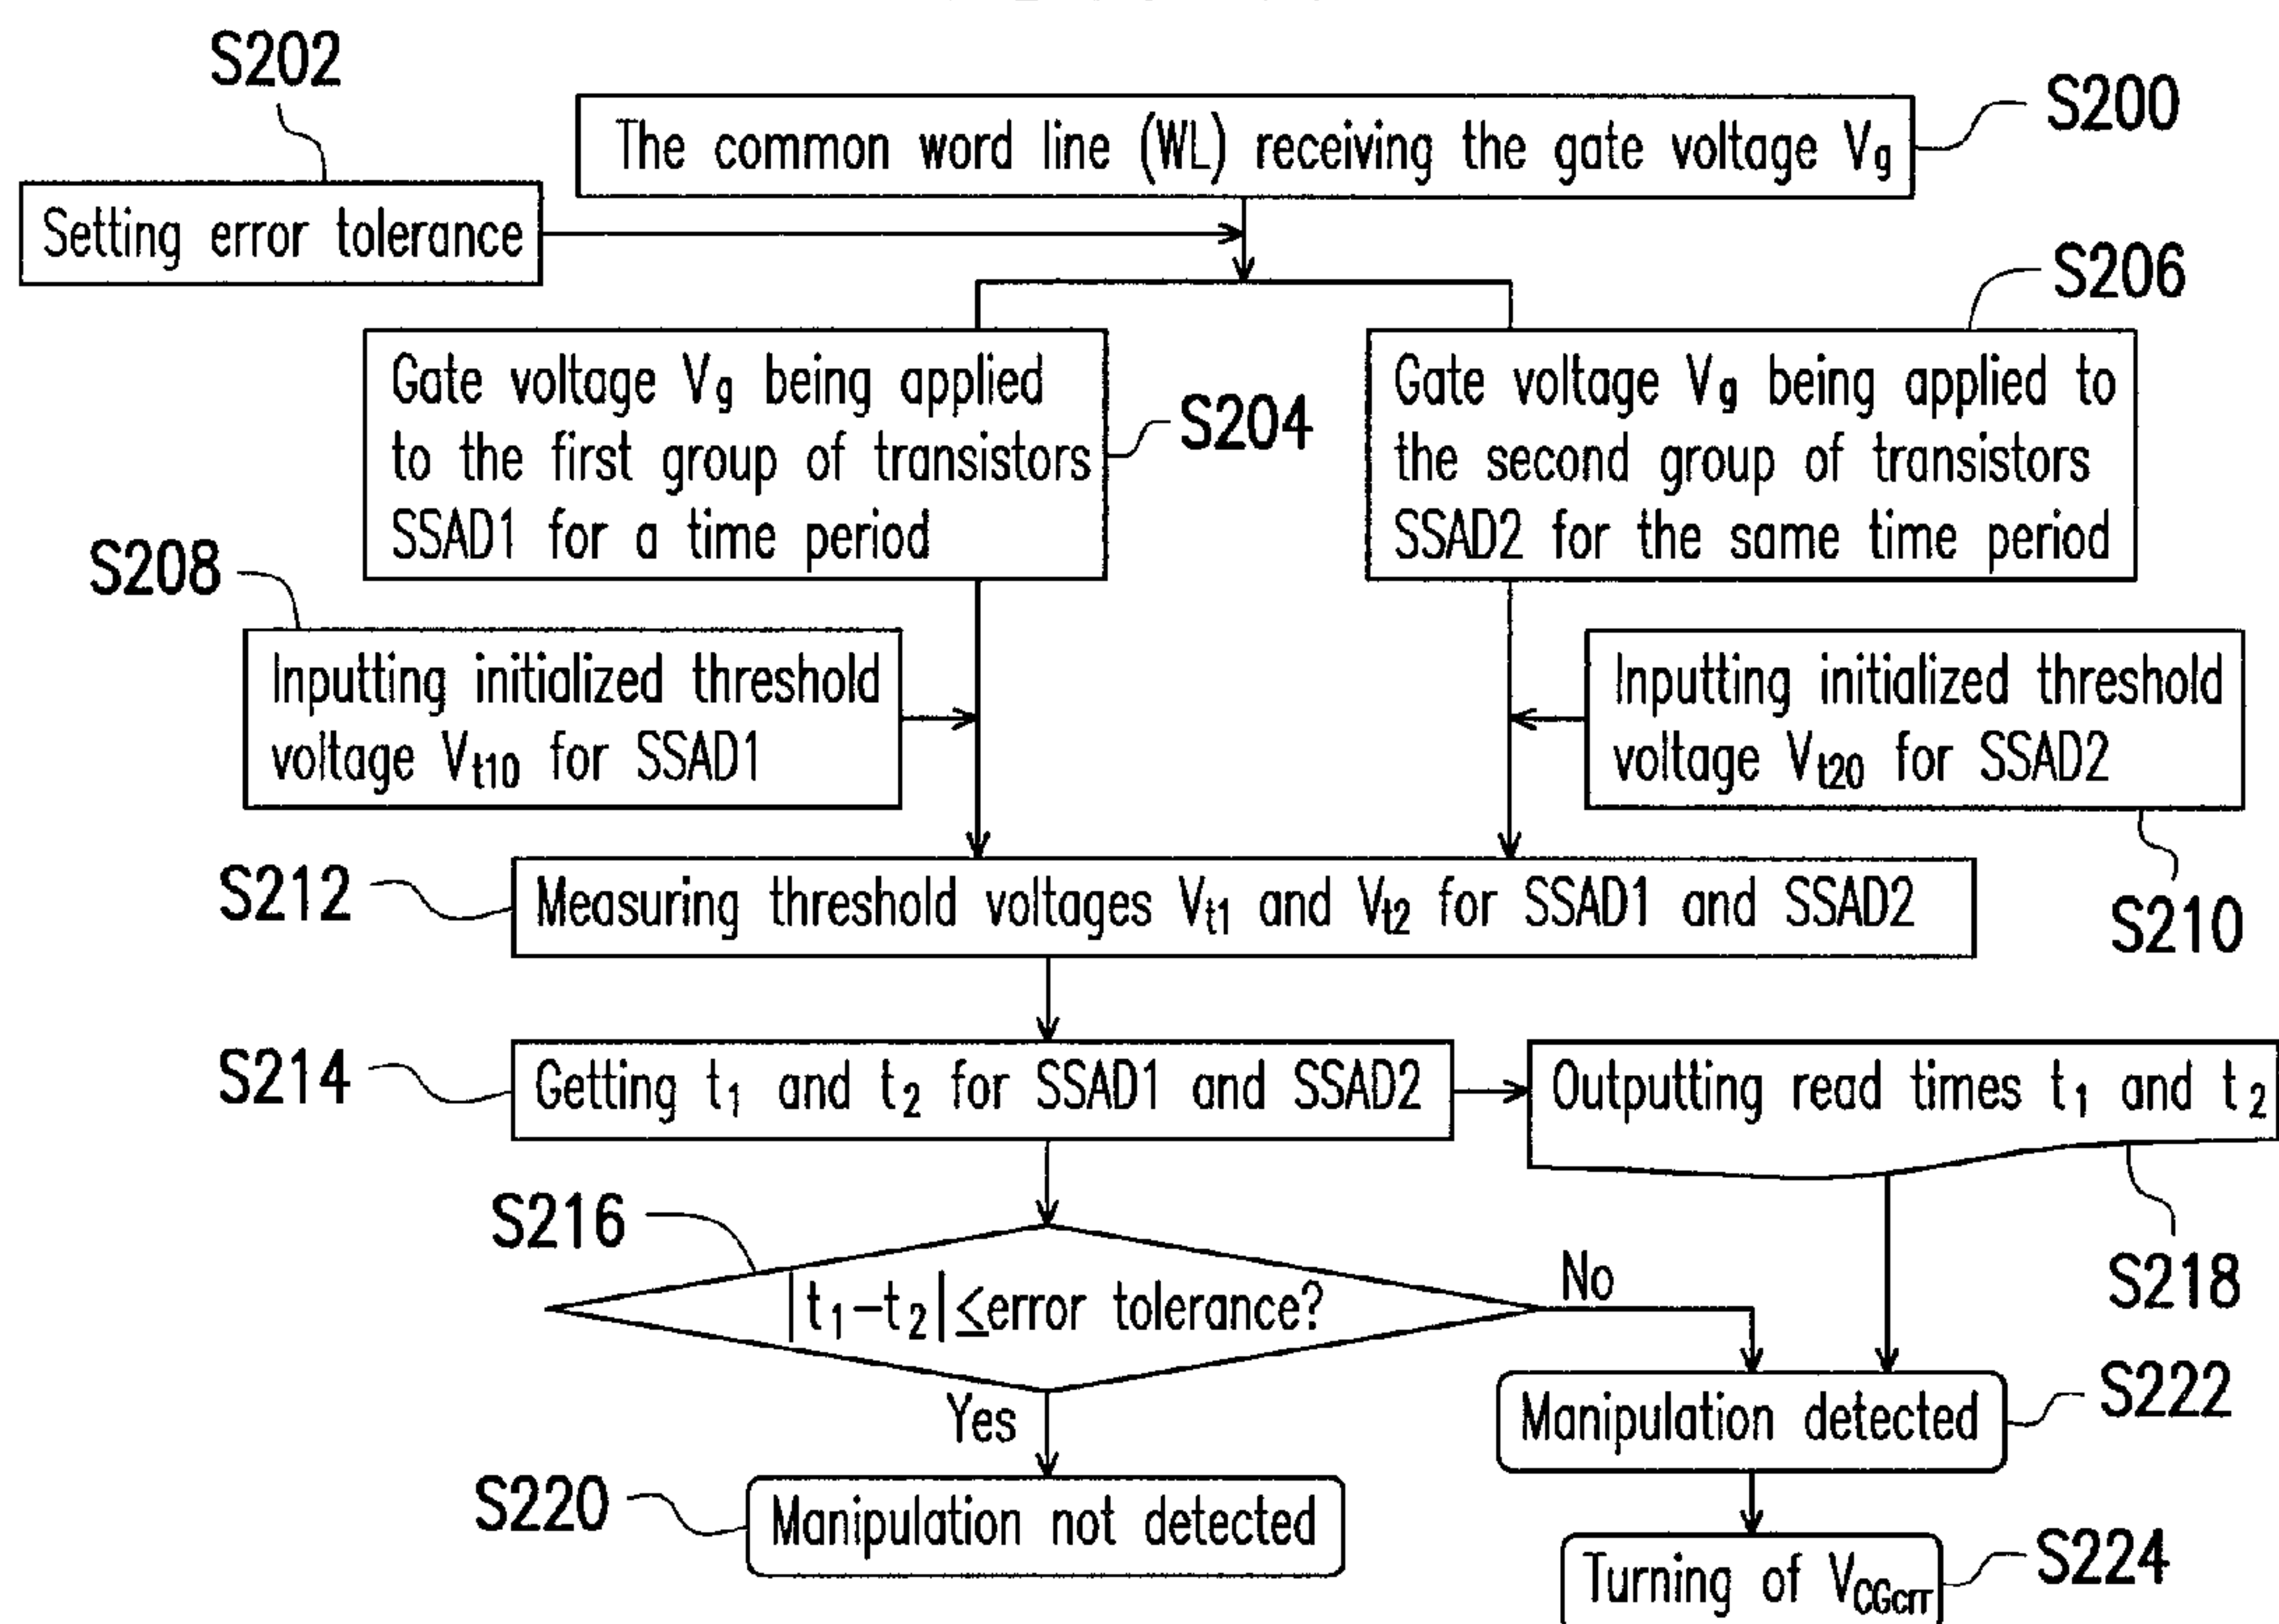 S202
The common word line (WL) receiving the gate voltage Vg
S200
Setting error tolerance
S206
Gate voltage Vg being applied
to the first group of transistors
SSAD1 for a time period
S204
Gate voltage Vg being applied to
the second group of transistors
SSAD2 for the same time period
S208
Inputting initialized threshold
voltage Vt10 for SSAD1
Inputting initialized threshold
voltage Vt20 for SSAD2
S210
S212
Measuring threshold voltages Vt1 and Vt2 for SSAD1 and SSAD2
S214
Getting t1 and t2 for SSAD1 and SSAD2
Outputting read times t1 and t2
S218
S216
|t1-t2|≤error tolerance?
No
Yes
Manipulation detected
S222
S220
Manipulation not detected
Turning of VCGcrr
S224